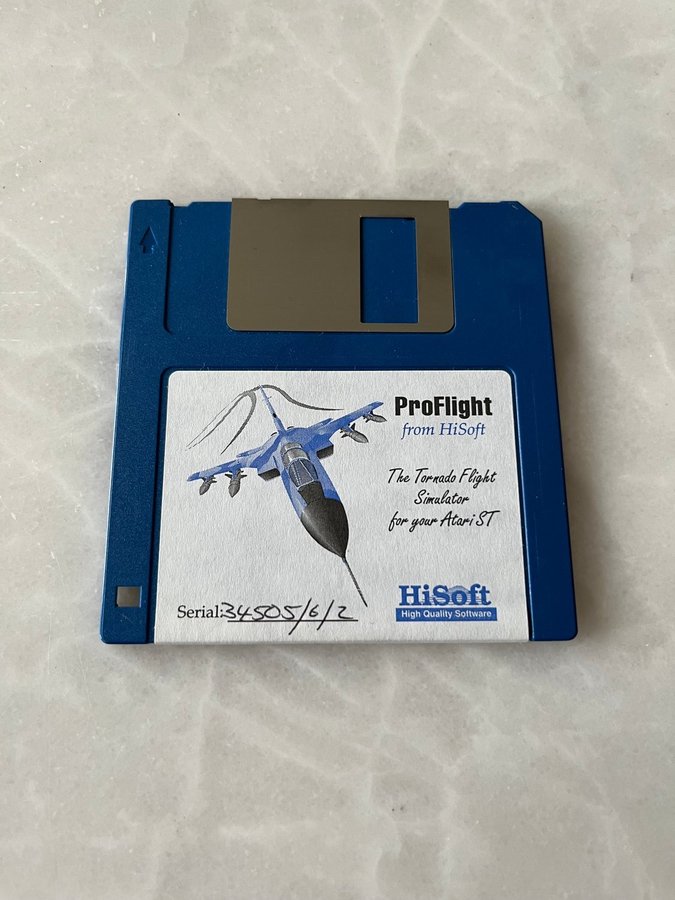 ProFlight
from HiSoft
The Tornado Flight
Simulator
for your Atari ST
HiSoft
High Quality Software
Serial:34505/6/2